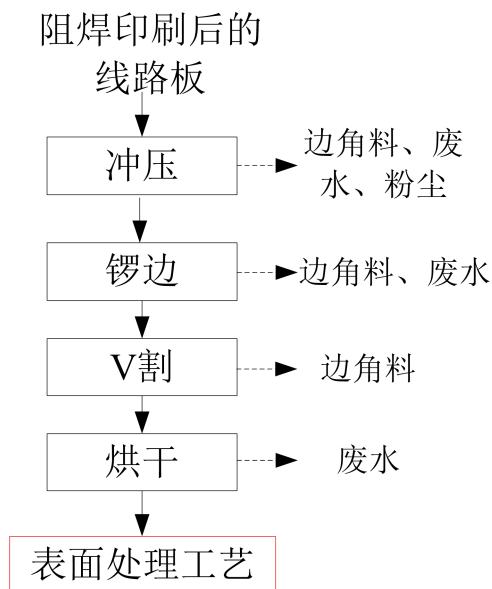 阻焊印刷后的
线路板
冲压
边角料、废
水、粉尘
锣边
边角料、废水
V割
边角料
烘干
废水
表面处理工艺